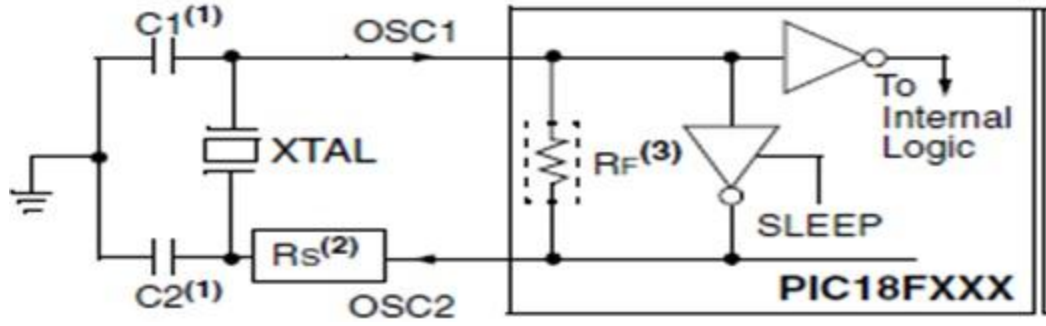 C1(1)
OSC1
To
Internal
Logic
XTAL
RF(3)
SLEEP
RS(2)
C2(1)
OSC2
PIC18FXXX